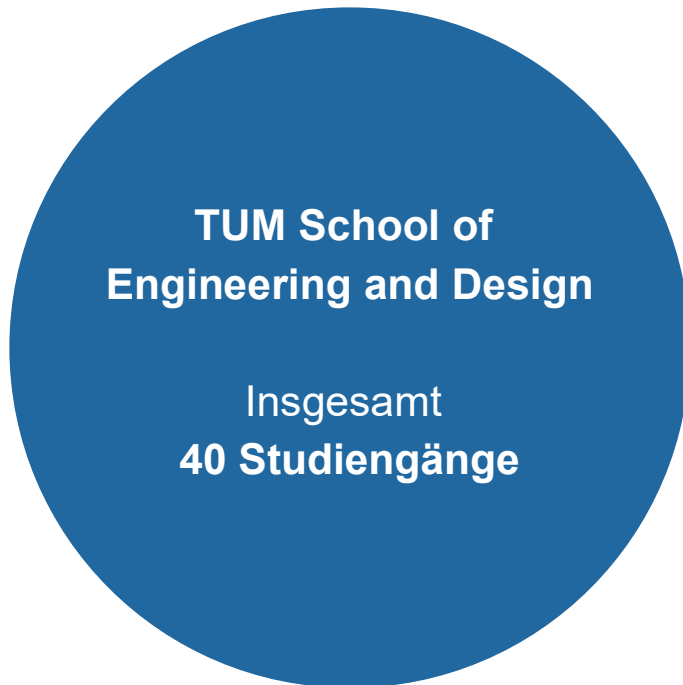 TUM School of
Engineering and Design
Insgesamt
40 Studiengänge